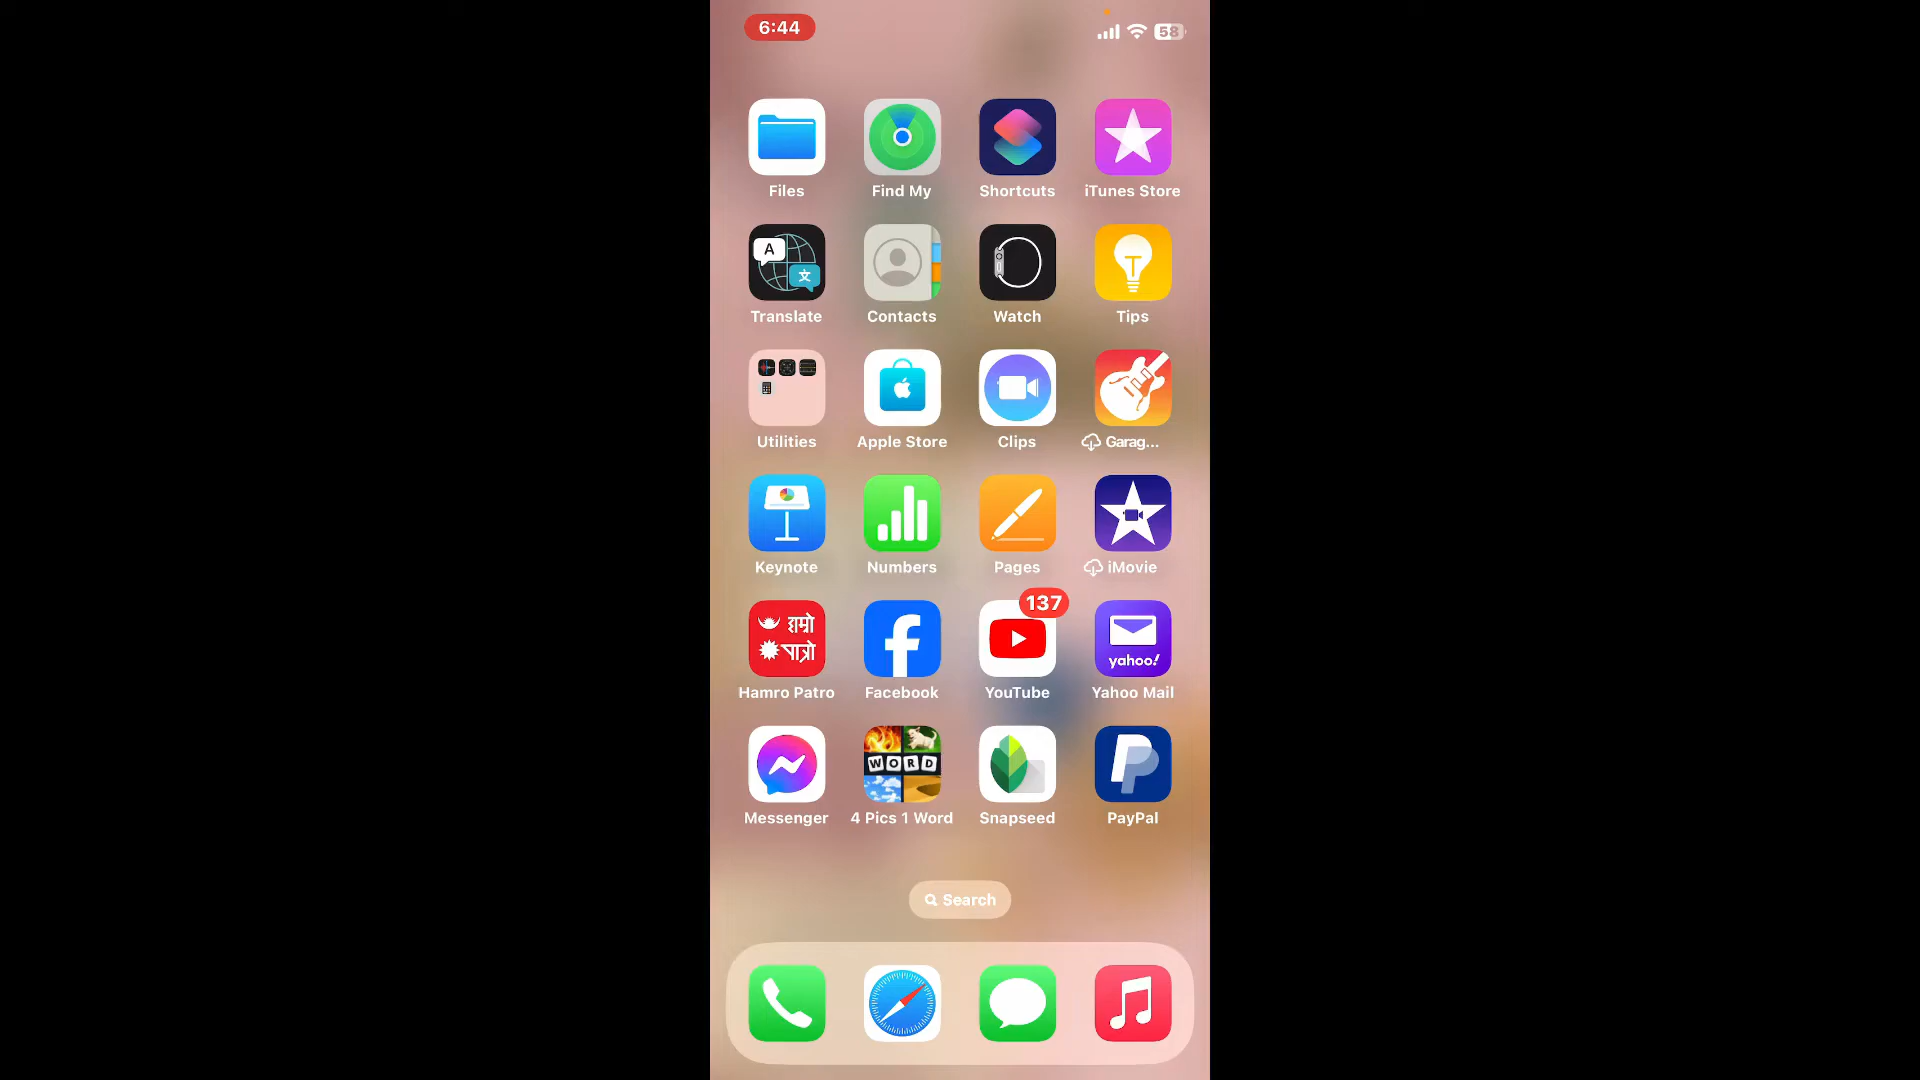 6:44
58
Files Find My Shortcuts iTunes Store
A 文
T
Translate Contacts Watch Tips
Utilities Apple Store Clips Garag...
Keynote Numbers Pages iMovie
137
हाम्रो
पात्रो
yahoo!
Hamro Patro Facebook YouTube Yahoo Mail
WORD
Messenger 4 Pics 1 Word Snapseed PayPal
Search